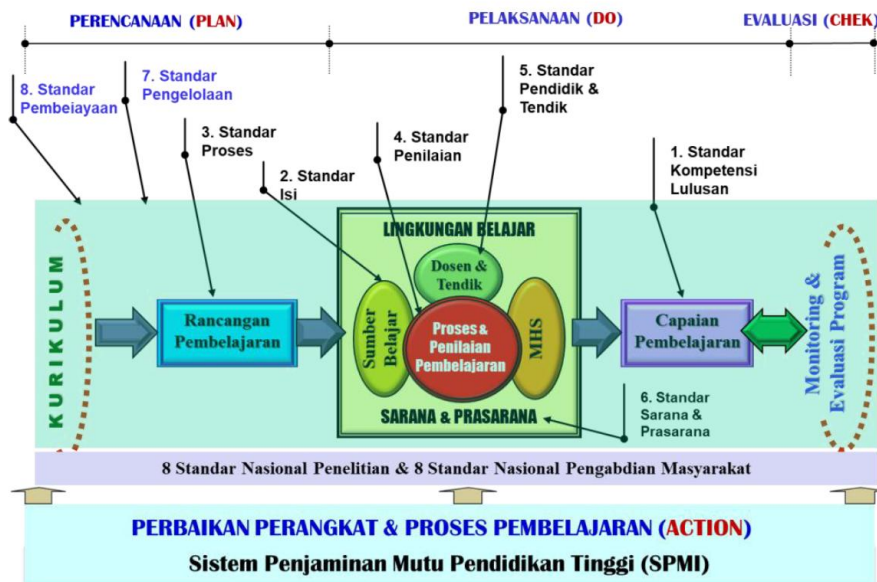 PERENCANAAN (PLAN)
PELAKSANAAN (DO)
EVALUASI (CHEK)
8. Standar
Pembeiayaan
7. Standar
Pengelolaan
3. Standar
Proses
2. Standar
Isi
4. Standar
Penilaian
5. Standar
Pendidik &
Tendik
1. Standar
Kompetensi
Lulusan
KURIKULUM
Rancangan
Pembelajaran
LINGKUNGAN BELAJAR
Dosen &
Tendik
Sumber
Belajar
Proses &
Penilaian
Pembelajaran
MHS
SARANA & PRASARANA
Capaian
Pembelajaran
Monitoring &
Evaluasi Program
6. Standar
Sarana &
Prasarana
8 Standar Nasional Penelitian & 8 Standar Nasional Pengabdian Masyarakat
PERBAIKAN PERANGKAT & PROSES PEMBELAJARAN (ACTION)
Sistem Penjaminan Mutu Pendidikan Tinggi (SPMI)